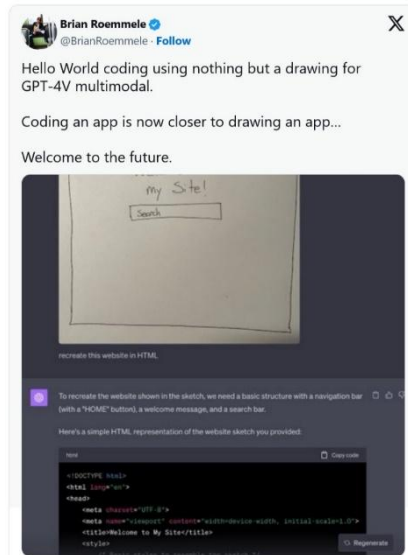 Brian Roemmele
@BrianRoemmele · Follow
Hello World coding using nothing but a drawing for
GPT-4V multimodal.
Coding an app is now closer to drawing an app...
Welcome to the future.
my Site!
Search
recreate this website in HTML
To recreate the website shown in the sketch, we need a basic structure with a navigation bar
(with a "HOME" button), a welcome message, and a search bar.
Here's a simple HTML representation of the website sketch you provided:
html
Copy code
<!DOCTYPE html>
<html lang="en">
<head>
<meta charset="UTF-8">
<meta name="viewport" content="width=device-width, initial-scale=1.0">
<title>Welcome to My Site</title>
<style>
Regenerate